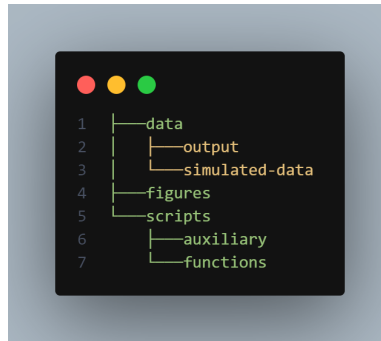 1 ├──data
2 │  ├──output
3 │  └──simulated-data
4 ├──figures
5 └──scripts
6    ├──auxiliary
7    └──functions